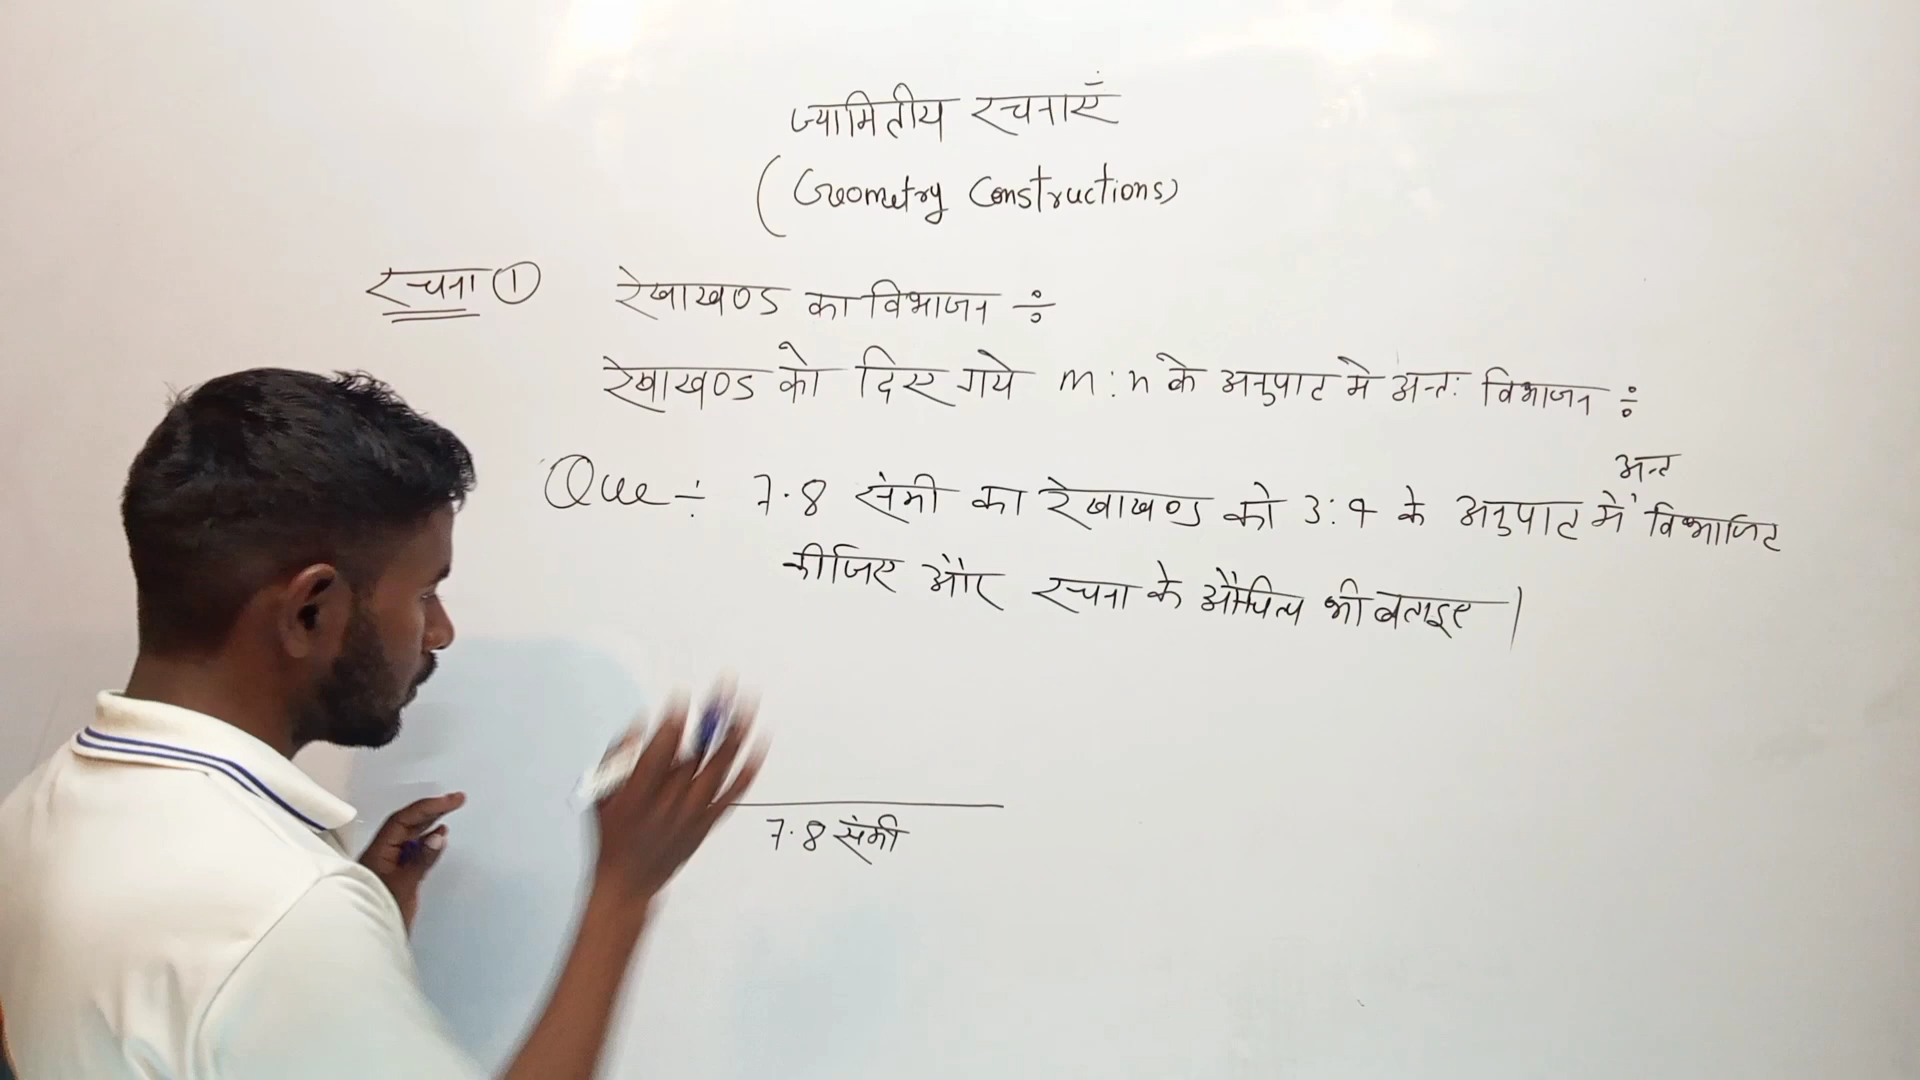 ज्यामितीय रचनाएँ
(Geometry Constructions)
रचना ① रेखाखण्ड का विभाजन ÷
रेखाखण्ड को दिए गये m:n के अनुपात मे अन्तः विभाजन ÷
अन्त
Que ÷ 7.8 सेमी का रेखाखण्ड को 3:4 के अनुपात में विभाजित
कीजिए और रचना के औचित्य भी बताइए।
7.8 सेमी